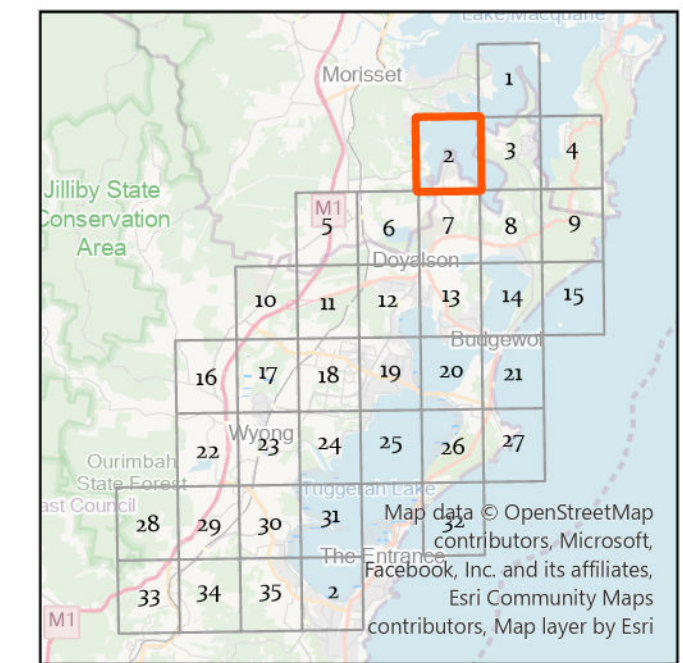 Lake Macquarie
Morisset
1
2
3
4
Jilliby State
Conservation
Area
M1
5
6
7
8
9
Doyalson
10
11
12
13
14
15
Budgewoi
16
17
18
19
20
21
Wyong
22
23
24
25
26
27
Ourimbah
State Forest
ast Council
Tuggerah Lake
28
29
30
31
32
Map data © OpenStreetMap
contributors, Microsoft,
The Entrance
Facebook, Inc. and its affiliates,
Esri Community Maps
contributors, Map layer by Esri
33
34
35
2
M1